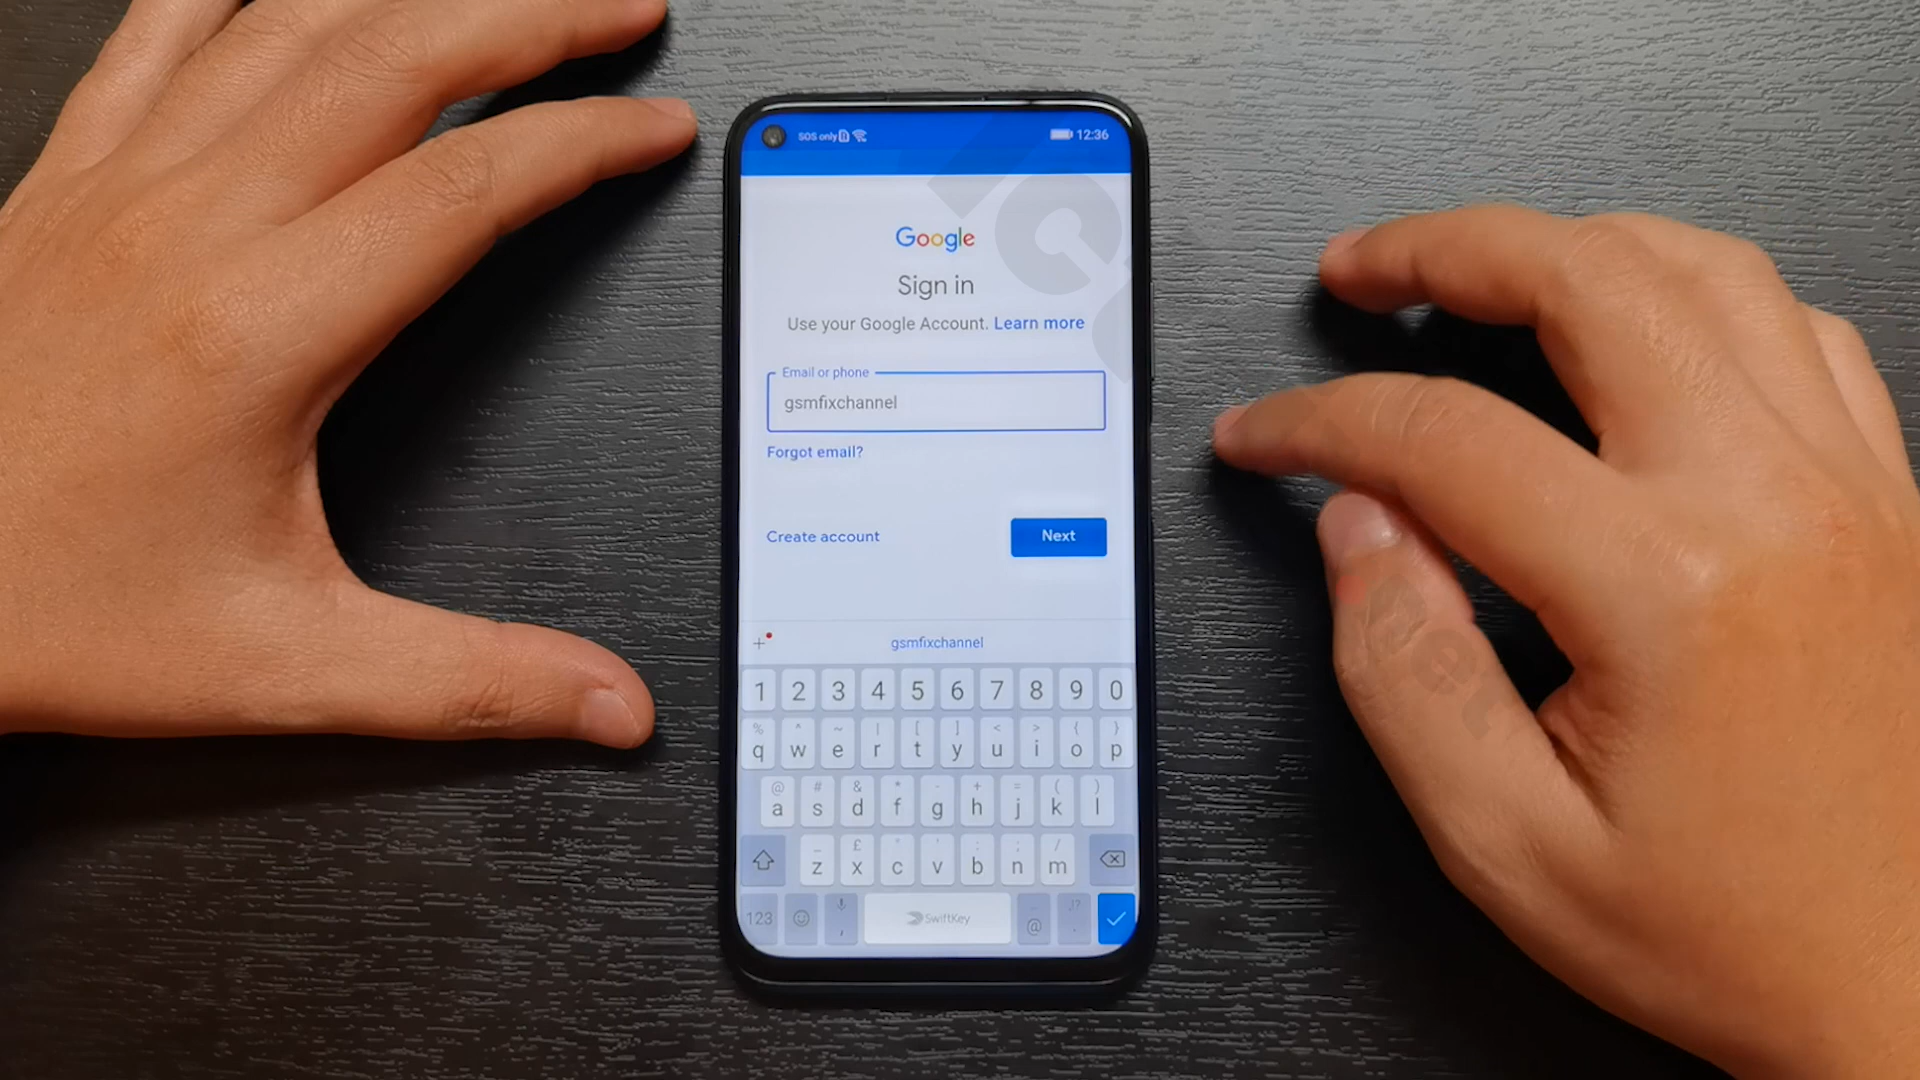 SOS only 12:36
Google
Sign in
Use your Google Account. Learn more
Email or phone
gsmfixchannel
Forgot email?
Create account Next
gsmfixchannel
1 2 3 4 5 6 7 8 9 0
% ^ ~ | [ ] < > { }
q w e r t y u i o p
@ # & * - + = ( )
a s d f g h j k l
_ £ " ' : ; /
z x c v b n m
123 , SwiftKey @ ,!? .